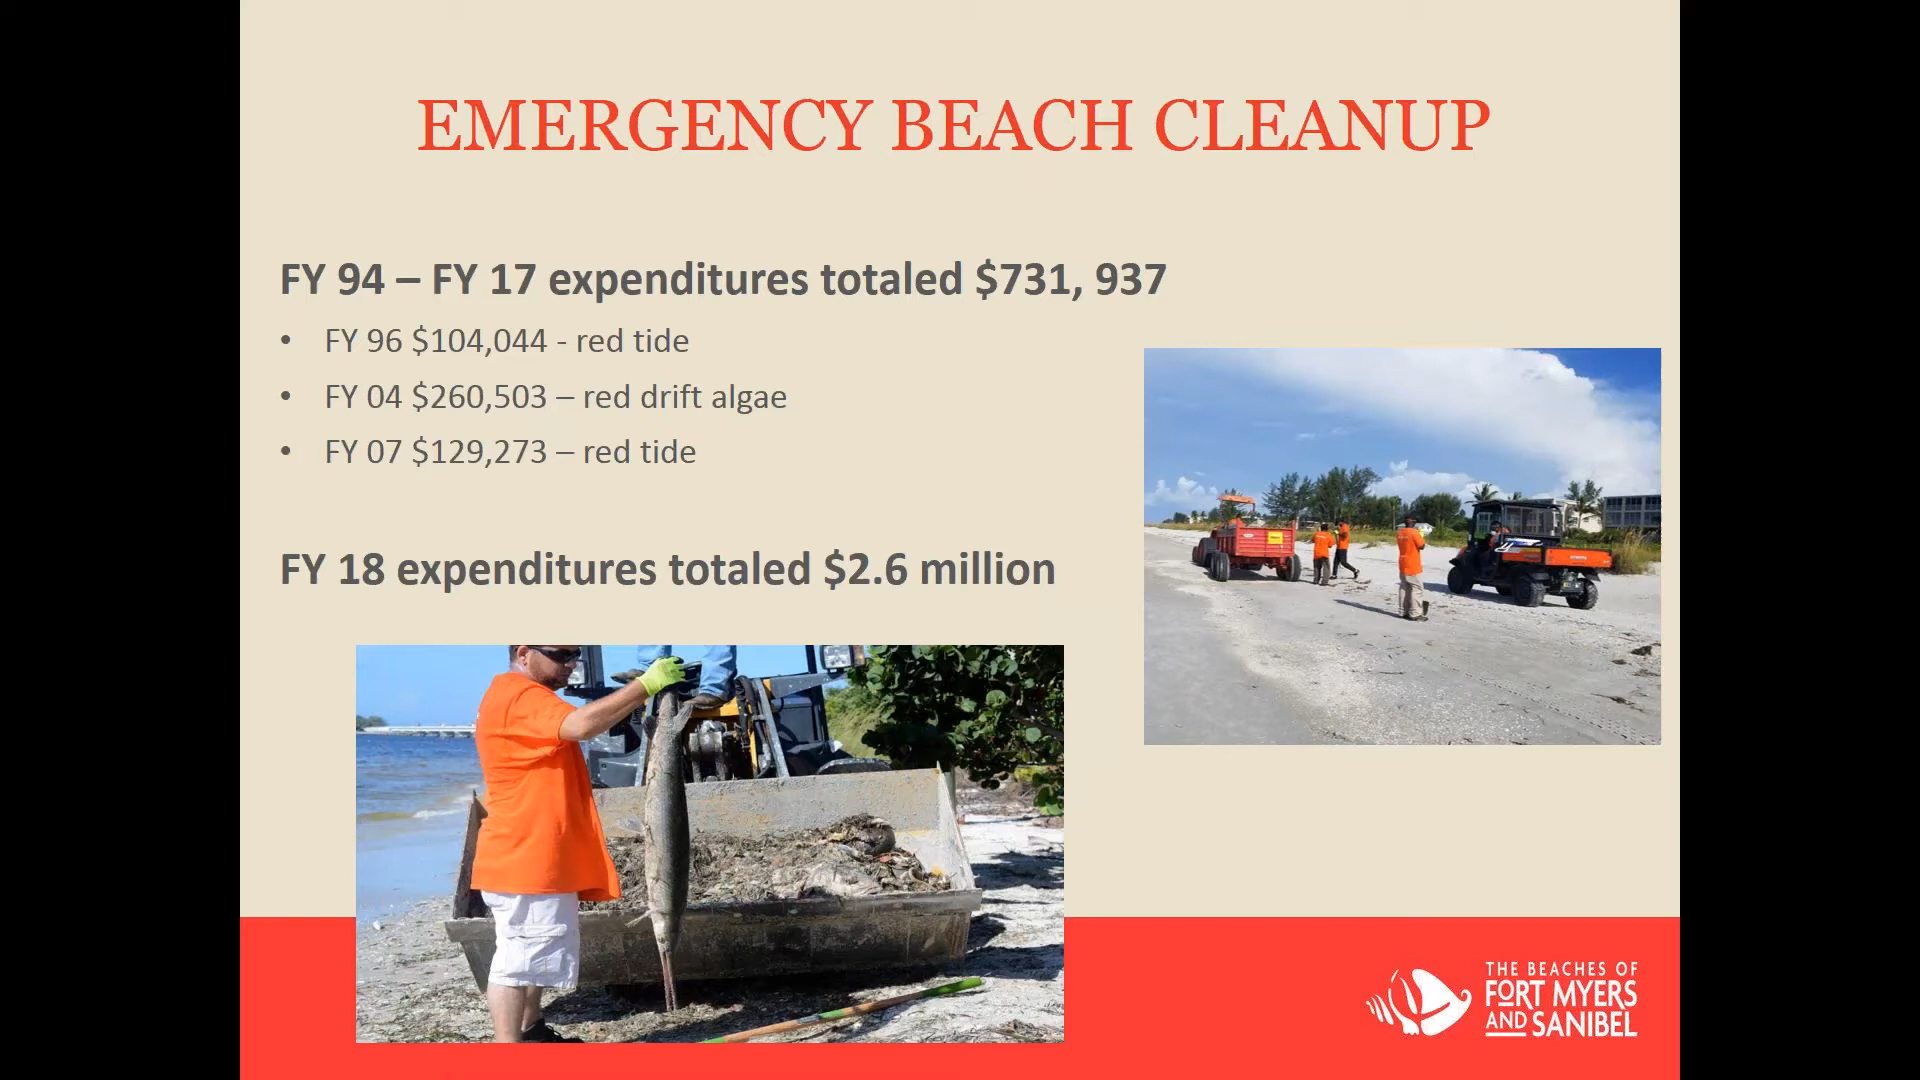 EMERGENCY BEACH CLEANUP
FY 94 – FY 17 expenditures totaled $731, 937
• FY 96 $104,044 - red tide
• FY 04 $260,503 – red drift algae
• FY 07 $129,273 – red tide
FY 18 expenditures totaled $2.6 million
THE BEACHES OF
FORT MYERS
AND SANIBEL